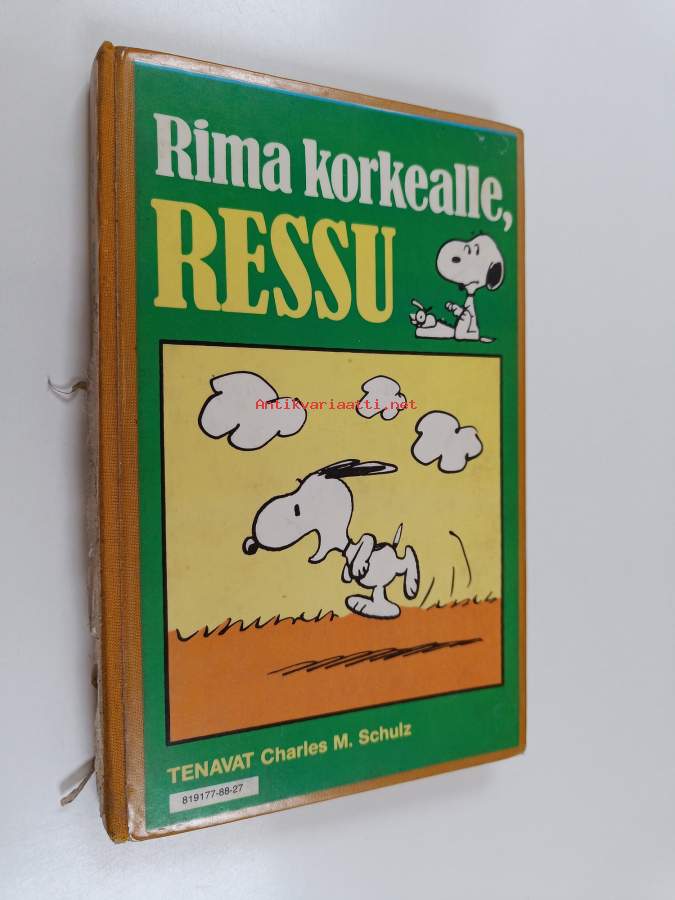 Rima korkealle,
RESSU
Antikvariaatti.net
TENAVAT Charles M. Schulz
819177-88-27